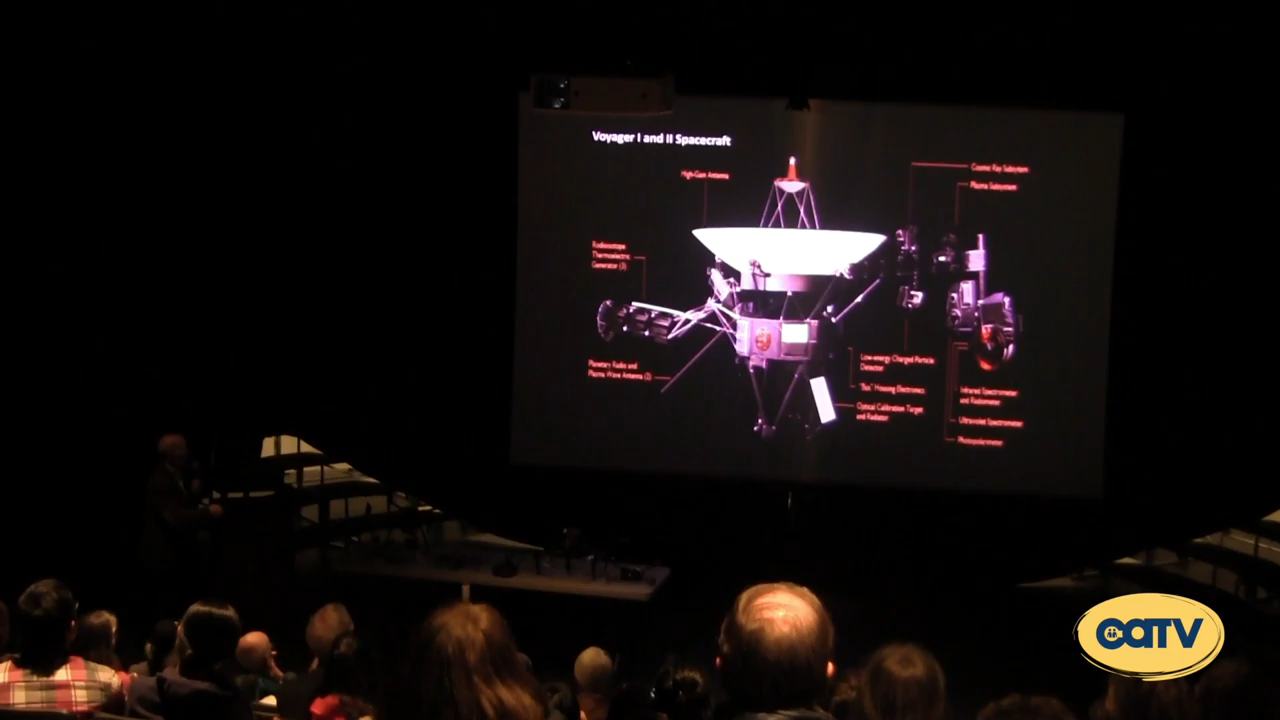 Voyager I and II Spacecraft
High-Gain Antenna
Cosmic Ray Subsystem
Plasma Subsystem
Radioisotope
Thermoelectric
Generator (3)
Planetary Radio and
Plasma Wave Antenna (2)
Low-energy Charged Particle
Detector
"Bus" Housing Electronics
Optical Calibration Target
and Radiator
Infrared Spectrometer
and Radiometer
Ultraviolet Spectrometer
Photopolarimeter
CATV